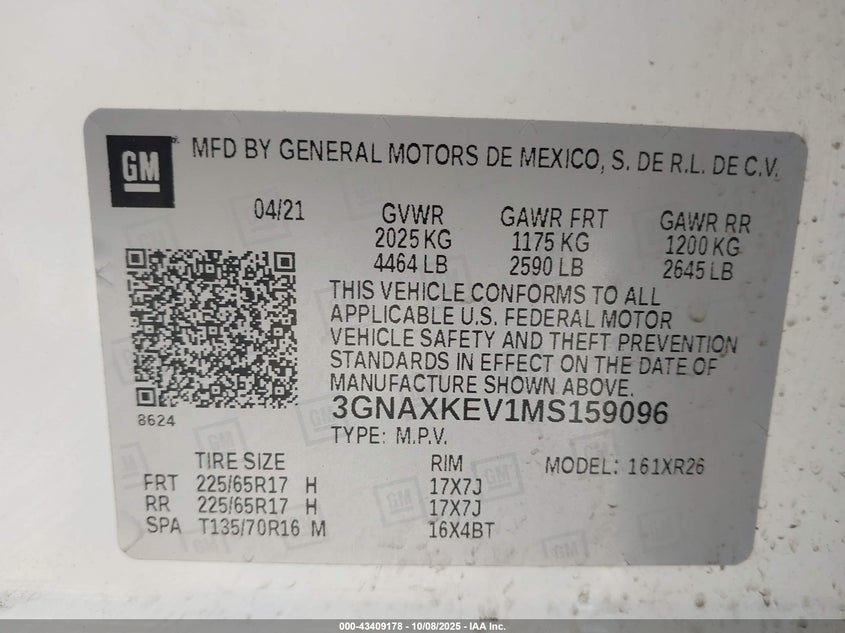 GM
MFD BY GENERAL MOTORS DE MEXICO, S. DE R.L. DE C.V.
04/21 GVWR GAWR FRT GAWR RR
2025 KG 1175 KG 1200 KG
4464 LB 2590 LB 2645 LB
THIS VEHICLE CONFORMS TO ALL
APPLICABLE U.S. FEDERAL MOTOR
VEHICLE SAFETY AND THEFT PREVENTION
STANDARDS IN EFFECT ON THE DATE OF
MANUFACTURE SHOWN ABOVE.
8624
3GNAXKEV1MS159096
TYPE: M.P.V.
TIRE SIZE RIM MODEL: 161XR26
FRT 225/65R17 H 17X7J
RR 225/65R17 H 17X7J
SPA T135/70R16 M 16X4BT
000-43409178 - 10/08/2025 - IAA Inc.